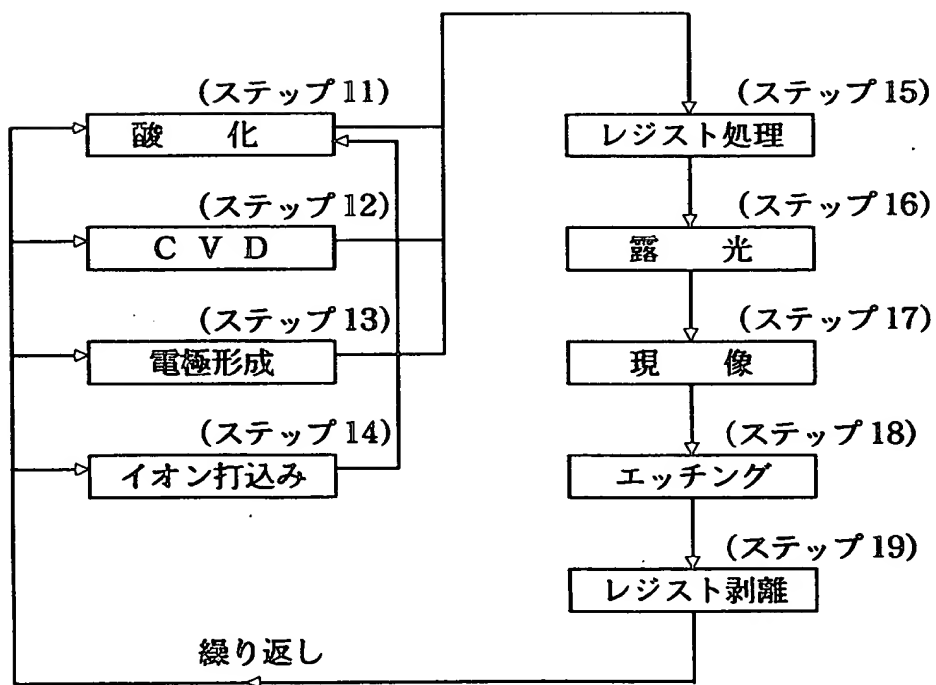 (ステップ11)
酸 化
(ステップ12)
C V D
(ステップ13)
電極形成
(ステップ14)
イオン打込み
(ステップ15)
レジスト処理
(ステップ16)
露 光
(ステップ17)
現 像
(ステップ18)
エッチング
(ステップ19)
レジスト剥離
繰り返し